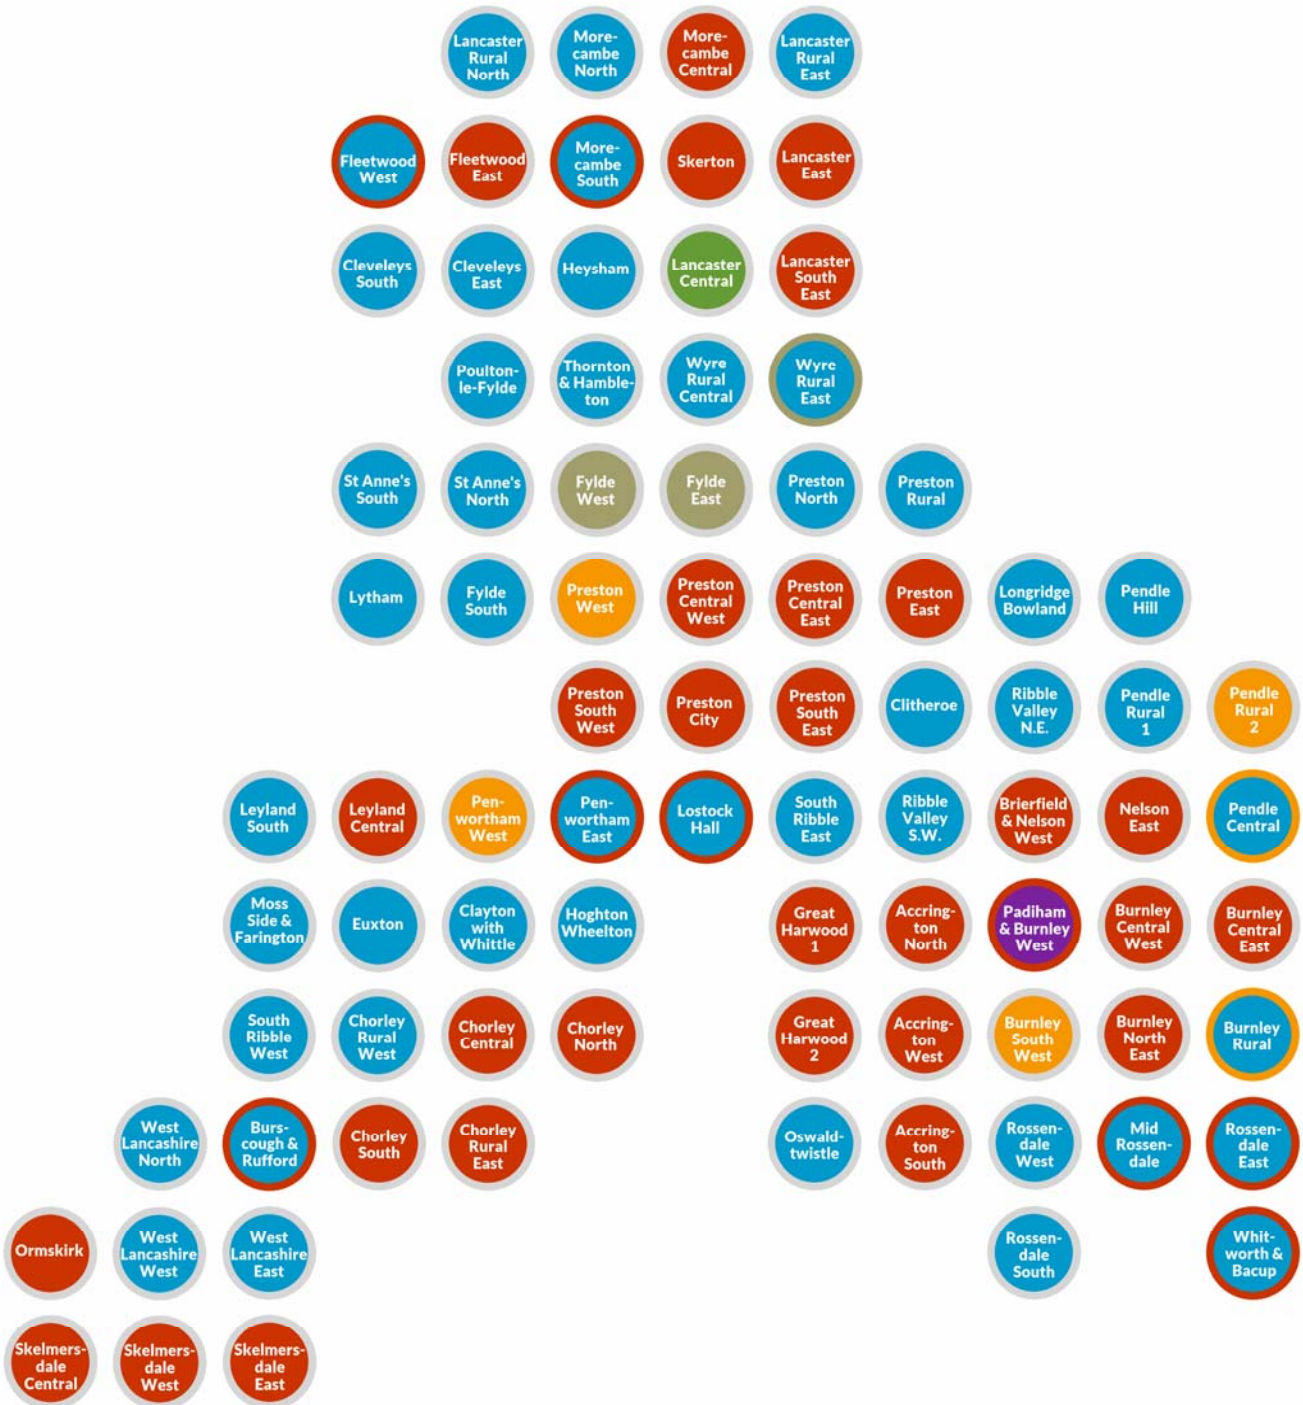 Lancaster
Rural
North
More-
cambe
North
More-
cambe
Central
Lancaster
Rural
East
Fleetwood
West
Fleetwood
East
More-
cambe
South
Skerton
Lancaster
East
Cleveleys
South
Cleveleys
East
Heysham
Lancaster
Central
Lancaster
South
East
Poulton-
le-Fylde
Thornton
& Hamble-
ton
Wyre
Rural
Central
Wyre
Rural
East
St Anne's
South
St Anne's
North
Fylde
West
Fylde
East
Preston
North
Preston
Rural
Lytham
Fylde
South
Preston
West
Preston
Central
West
Preston
Central
East
Preston
East
Longridge
Bowland
Pendle
Hill
Preston
South
West
Preston
City
Preston
South
East
Clitheroe
Ribble
Valley
N.E.
Pendle
Rural
1
Pendle
Rural
2
Leyland
South
Leyland
Central
Pen-
wortham
West
Pen-
wortham
East
Lostock
Hall
South
Ribble
East
Ribble
Valley
S.W.
Brierfield
& Nelson
West
Nelson
East
Pendle
Central
Moss
Side &
Farington
Euxton
Clayton
with
Whittle
Hoghton
Wheelton
Great
Harwood
1
Accring-
ton
North
Padiham
& Burnley
West
Burnley
Central
West
Burnley
Central
East
South
Ribble
West
Chorley
Rural
West
Chorley
Central
Chorley
North
Great
Harwood
2
Accring-
ton
West
Burnley
South
West
Burnley
North
East
Burnley
Rural
West
Lancashire
North
Burs-
cough &
Rufford
Chorley
South
Chorley
Rural
East
Oswald-
twistle
Accring-
ton
South
Rossen-
dale
West
Mid
Rossen-
dale
Rossen-
dale
East
Ormskirk
West
Lancashire
West
West
Lancashire
East
Rossen-
dale
South
Whit-
worth &
Bacup
Skelmers-
dale
Central
Skelmers-
dale
West
Skelmers-
dale
East